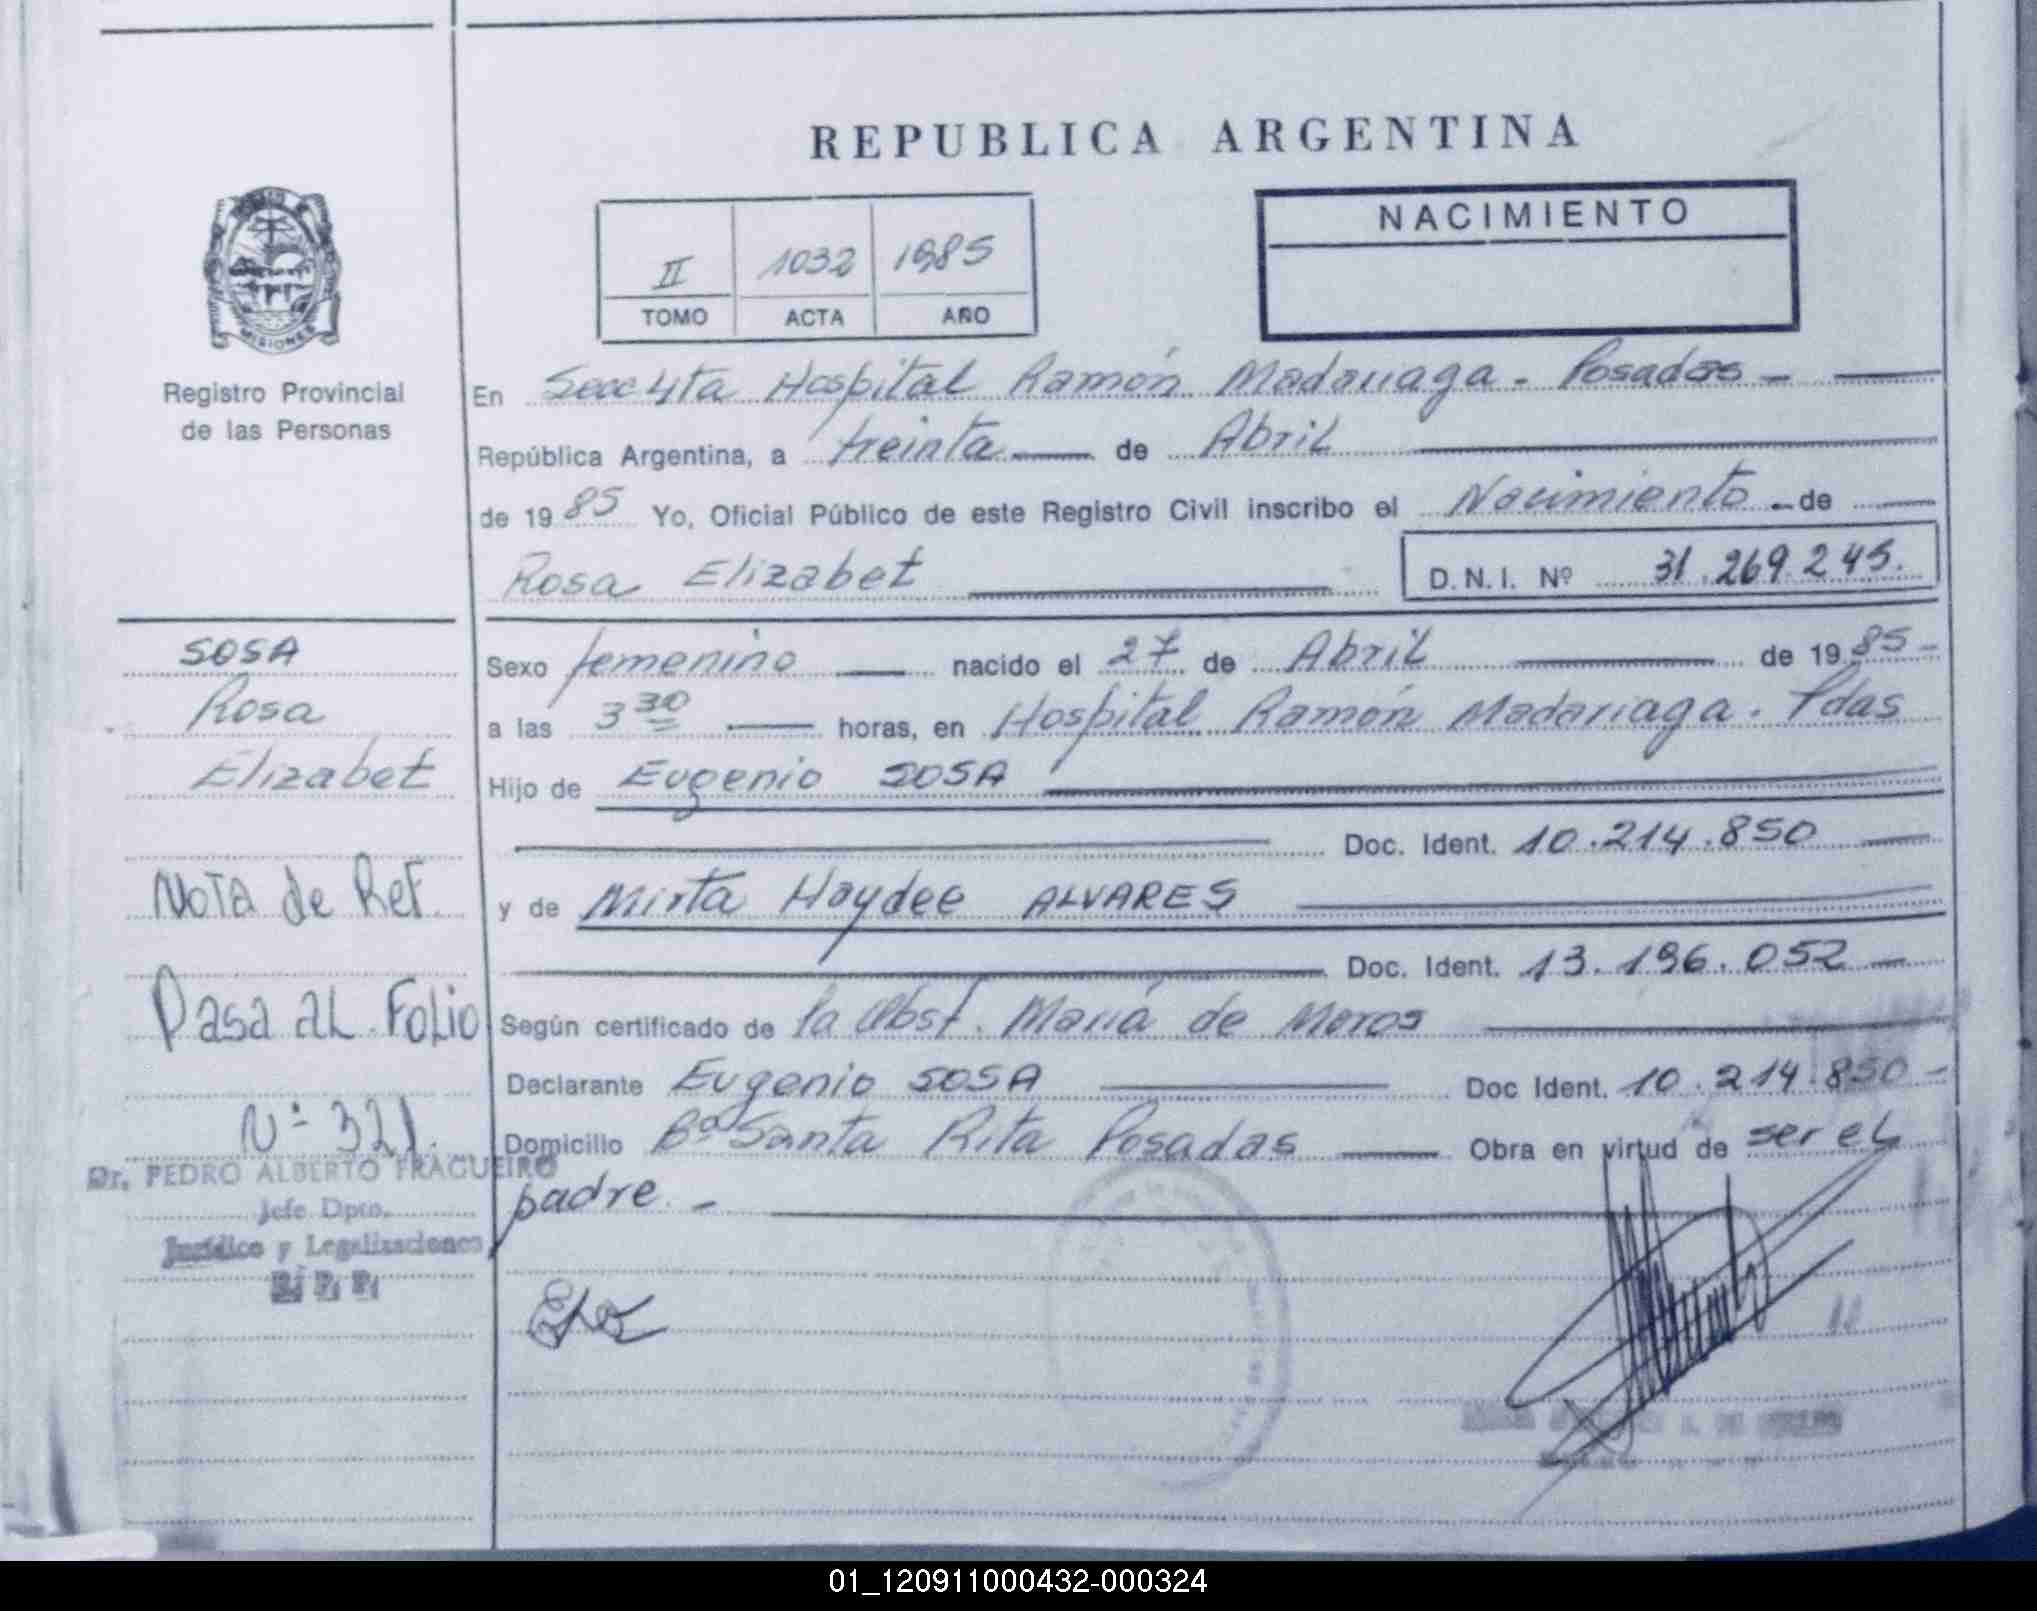 REPUBLICA ARGENTINA
II 1032 1985
TOMO ACTA AÑO
NACIMIENTO
MISIONES
Registro Provincial
de las Personas
En Secc 4ta Hospital Ramón Madariaga - Posadas -
República Argentina, a treinta de Abril
de 1985 Yo, Oficial Público de este Registro Civil inscribo el Nacimiento - de
Rosa Elizabet D.N.I. Nº 31.269.245.
SOSA
Rosa
Elizabet
Nota de Ref.
Pasa al Folio
Nº 321.
Dr. PEDRO ALBERTO FRAGUEIRO
Jefe Dpto.
Jurídico y Legalizaciones
Sexo femenino nacido el 27 de Abril de 1985 -
a las 3 30 horas, en Hospital Ramón Madariaga. Pdas
Hijo de Eugenio SOSA
Doc. Ident. 10.214.850
y de Mirta Haydee ALVARES
Doc. Ident. 13.196.052 -
Según certificado de la Obst. María de Moros
Declarante Eugenio SOSA Doc Ident. 10.214.850 -
Domicilio Bº Santa Rita Posadas Obra en virtud de ser el
padre. -
01_120911000432-000324